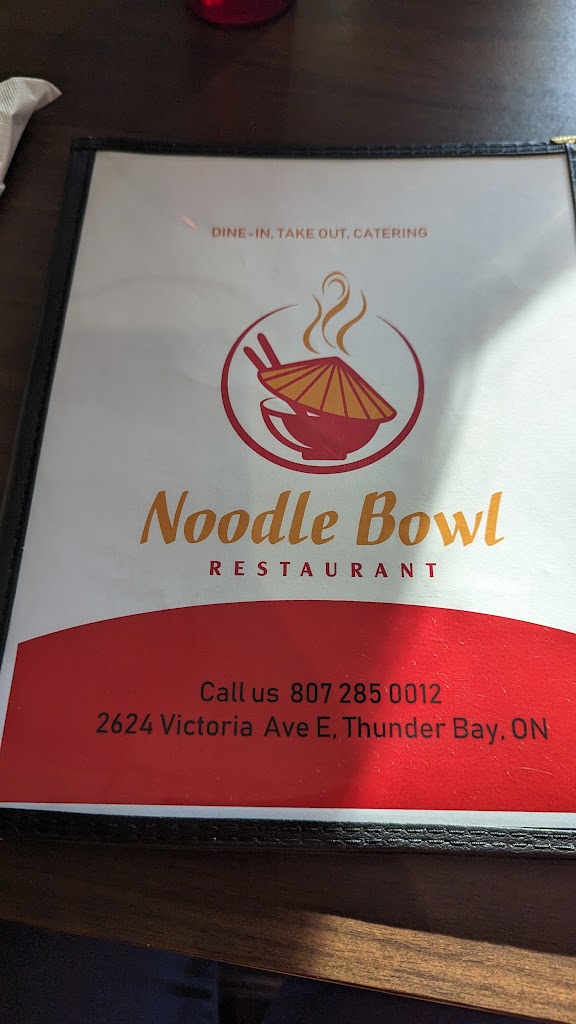 DINE-IN, TAKE OUT, CATERING
Noodle Bowl
RESTAURANT
Call us 807 285 0012
2624 Victoria Ave E, Thunder Bay, ON